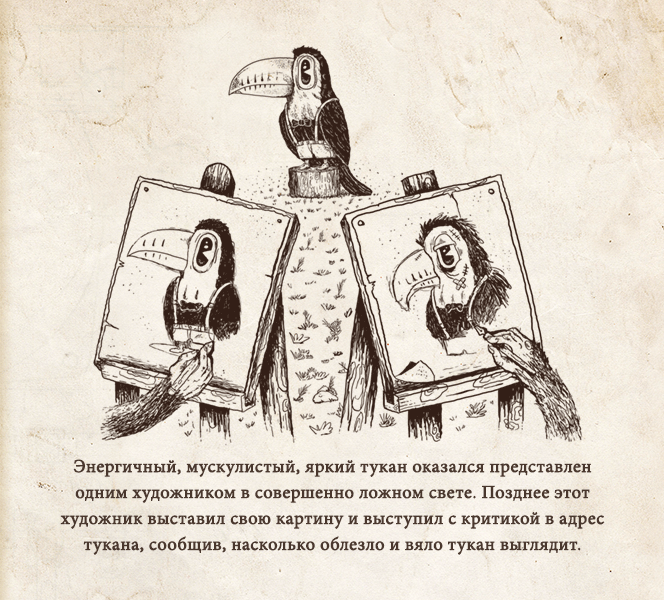 Энергичный, мускулистый, яркий тукан оказался представлен
одним художником в совершенно ложном свете. Позднее этот
художник выставил свою картину и выступил с критикой в адрес
тукана, сообщив, насколько облезло и вяло тукан выглядит.